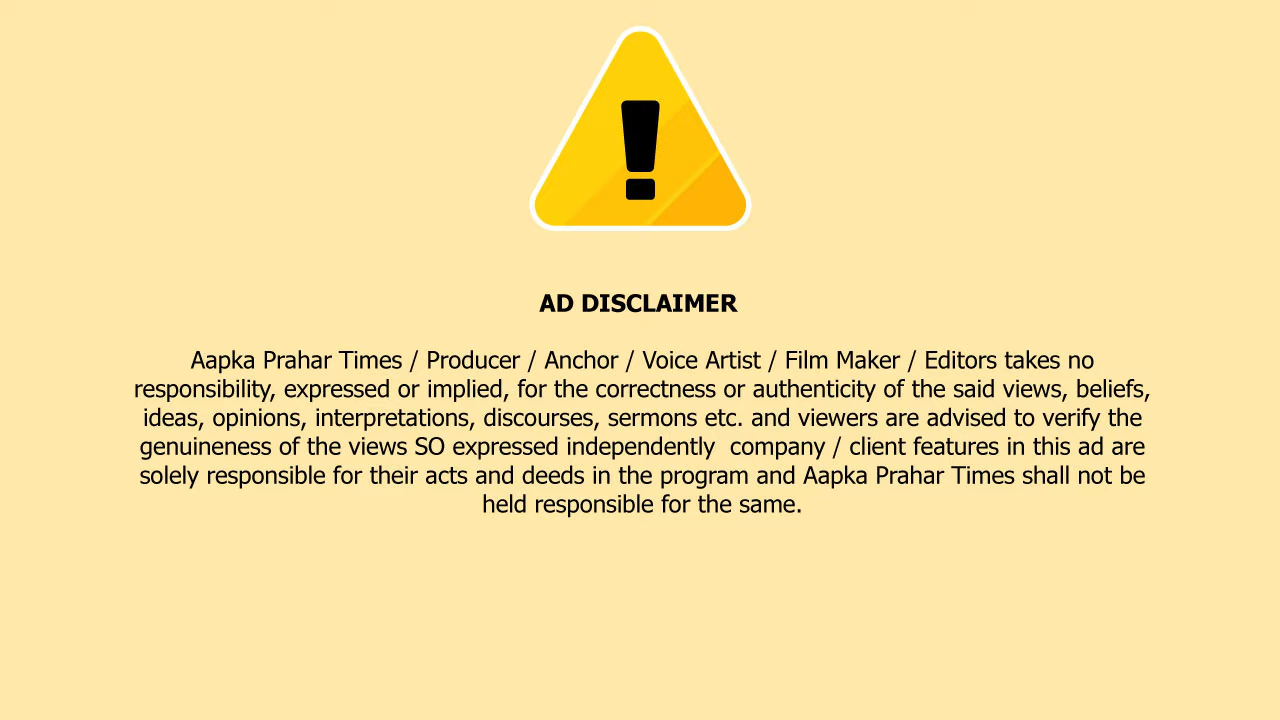 AD DISCLAIMER
Aapka Prahar Times / Producer / Anchor / Voice Artist / Film Maker / Editors takes no
responsibility, expressed or implied, for the correctness or authenticity of the said views, beliefs,
ideas, opinions, interpretations, discourses, sermons etc. and viewers are advised to verify the
genuineness of the views SO expressed independently  company / client features in this ad are
solely responsible for their acts and deeds in the program and Aapka Prahar Times shall not be
held responsible for the same.